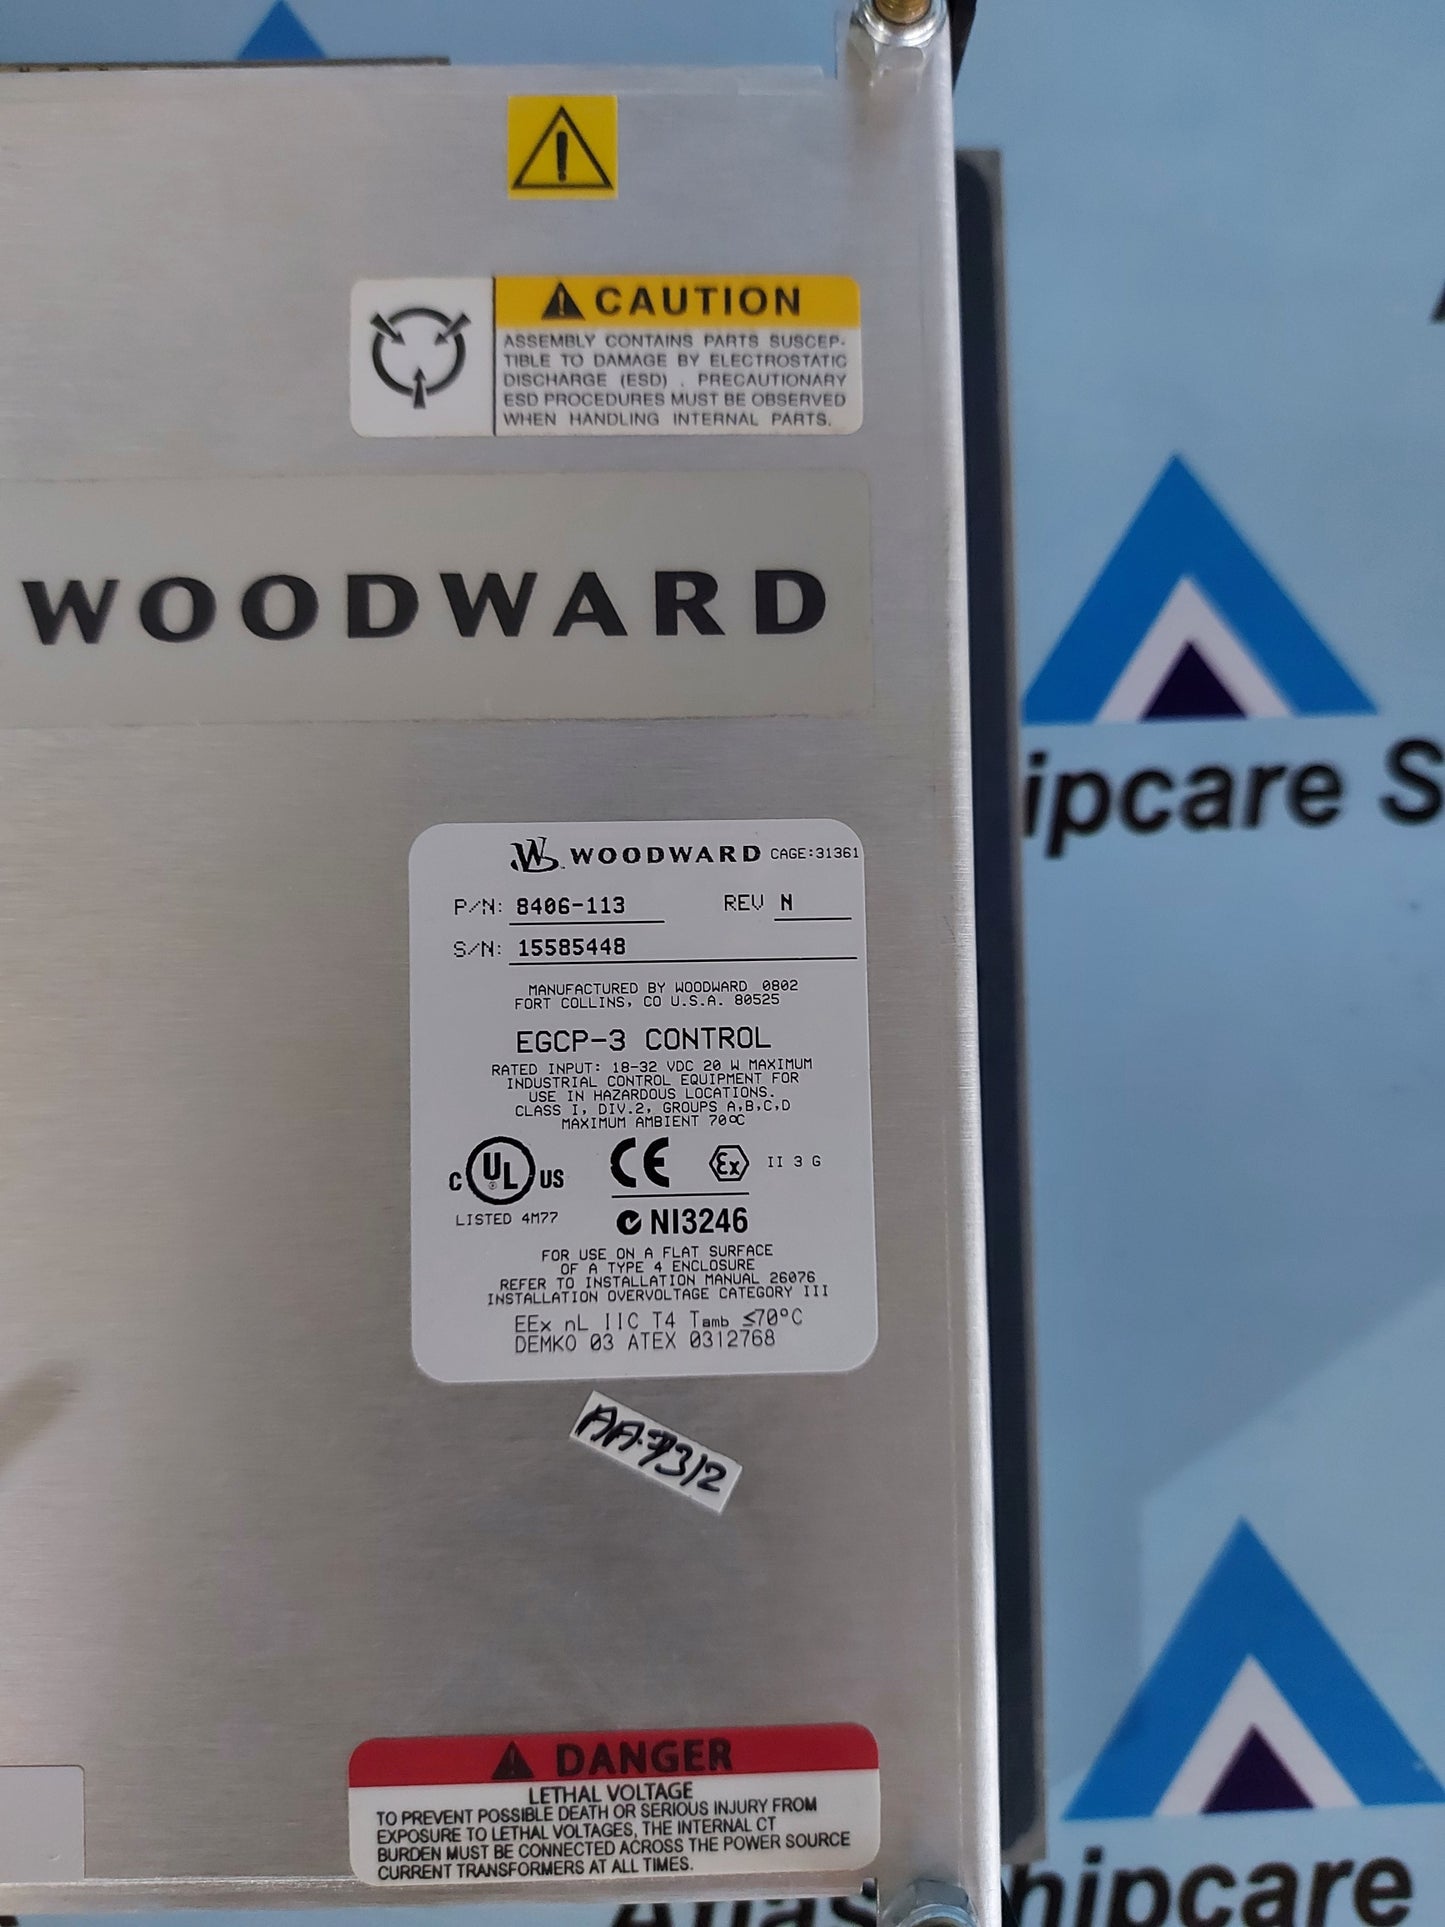 CAUTION
ASSEMBLY CONTAINS PARTS SUSCEP-
TIBLE TO DAMAGE BY ELECTROSTATIC
DISCHARGE (ESD) . PRECAUTIONARY
ESD PROCEDURES MUST BE OBSERVED
WHEN HANDLING INTERNAL PARTS.
WOODWARD
ipcare S
WOODWARD CAGE:31361
P/N: 8406-113 REV N
S/N: 15585448
MANUFACTURED BY WOODWARD 0802
FORT COLLINS, CO U.S.A. 80525
EGCP-3 CONTROL
RATED INPUT: 18-32 VDC 20 W MAXIMUM
INDUSTRIAL CONTROL EQUIPMENT FOR
USE IN HAZARDOUS LOCATIONS.
CLASS I, DIV.2, GROUPS A,B,C,D
MAXIMUM AMBIENT 70°C
C UL US CE Ex II 3 G
LISTED 4M77 NI3246
FOR USE ON A FLAT SURFACE
OF A TYPE 4 ENCLOSURE
REFER TO INSTALLATION MANUAL 26076
INSTALLATION OVERVOLTAGE CATEGORY III
EEx nL IIC T4 Tamb ≤70°C
DEMKO 03 ATEX 0312768
DANGER
LETHAL VOLTAGE
TO PREVENT POSSIBLE DEATH OR SERIOUS INJURY FROM
EXPOSURE TO LETHAL VOLTAGES, THE INTERNAL CT
BURDEN MUST BE CONNECTED ACROSS THE POWER SOURCE
CURRENT TRANSFORMERS AT ALL TIMES.
hipcare S